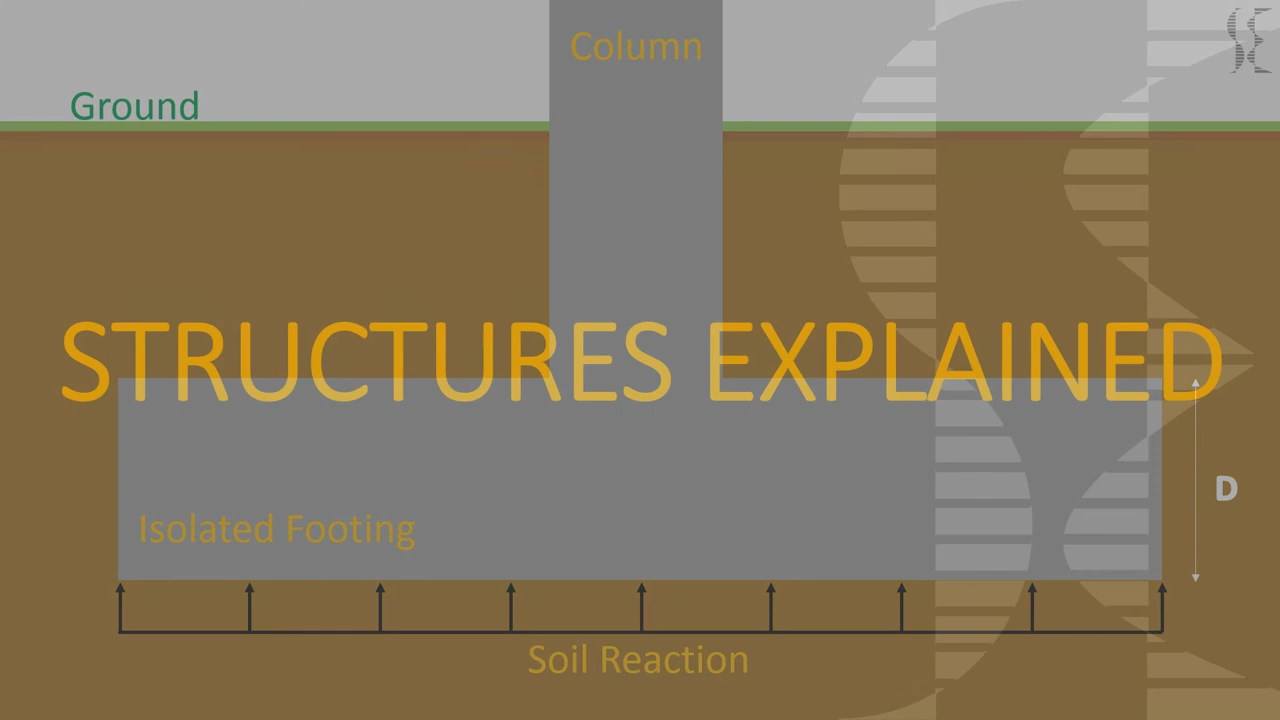 Column
Ground
STRUCTURES EXPLAINED
D
Isolated Footing
Soil Reaction